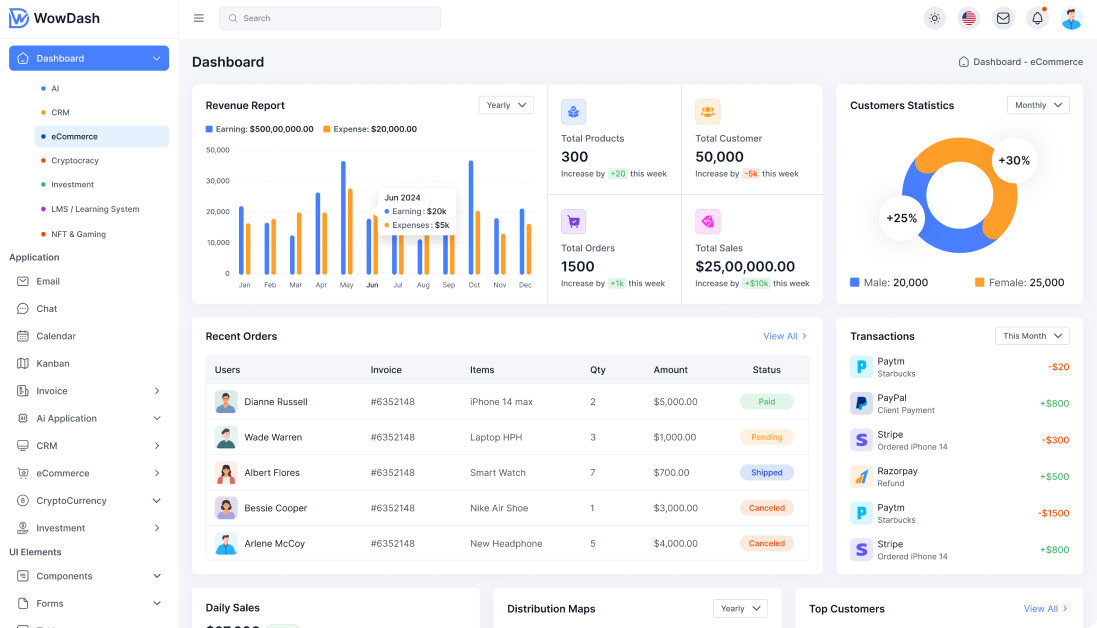 WowDash
Search
Dashboard
AI
CRM
eCommerce
Cryptocracy
Investment
LMS / Learning System
NFT & Gaming
Application
Email
Chat
Calendar
Kanban
Invoice
Ai Application
CRM
eCommerce
CryptoCurrency
Investment
UI Elements
Components
Forms
Dashboard
Dashboard - eCommerce
Revenue Report
Yearly
Earning: $500,00,000.00 Expense: $20,000.00
50,000
30,000
20,000
10,000
0
Jan Feb Mar Apr May Jun Jul Aug Sep Oct Nov Dec
Jun 2024
Earning : $20k
Expenses : $5k
Total Products
300
Increase by +20 this week
Total Customer
50,000
Increase by -5k this week
Total Orders
1500
Increase by +1k this week
Total Sales
$25,00,000.00
Increase by +$10k this week
Customers Statistics
Monthly
+30%
+25%
Male: 20,000 Female: 25,000
Recent Orders
View All
Users Invoice Items Qty Amount Status
Dianne Russell #6352148 iPhone 14 max 2 $5,000.00 Paid
Wade Warren #6352148 Laptop HPH 3 $1,000.00 Pending
Albert Flores #6352148 Smart Watch 7 $700.00 Shipped
Bessie Cooper #6352148 Nike Air Shoe 1 $3,000.00 Canceled
Arlene McCoy #6352148 New Headphone 5 $4,000.00 Canceled
Transactions
This Month
Paytm
Starbucks
-$20
PayPal
Client Payment
+$800
Stripe
Ordered iPhone 14
-$300
Razorpay
Refund
+$500
Paytm
Starbucks
-$1500
Stripe
Ordered iPhone 14
+$800
Daily Sales
Distribution Maps
Yearly
Top Customers
View All